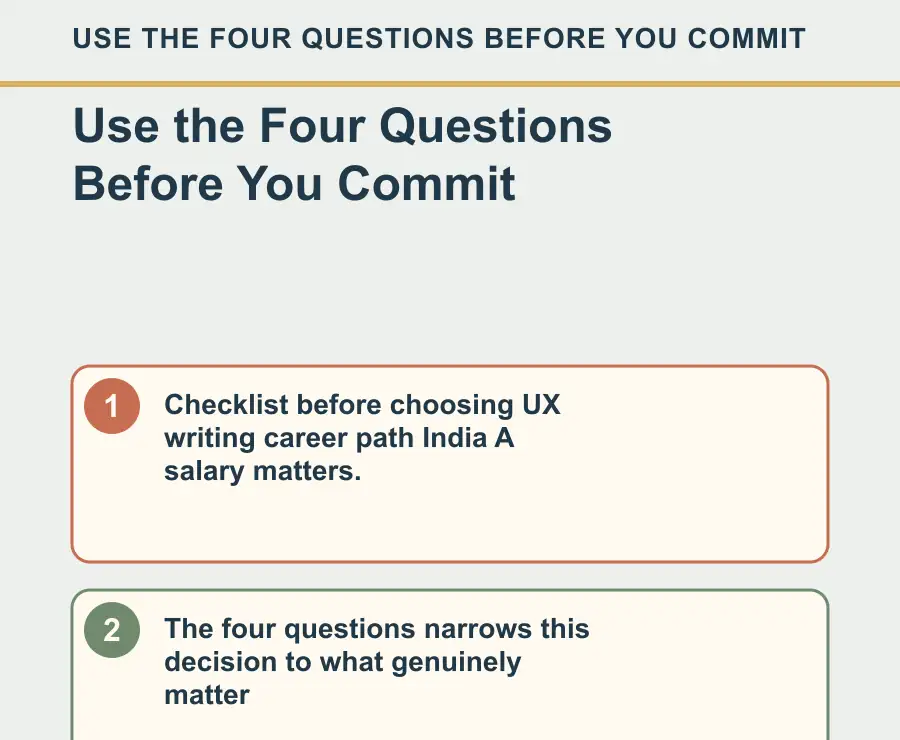 USE THE FOUR QUESTIONS BEFORE YOU COMMIT
Use the Four Questions
Before You Commit
1
Checklist before choosing UX
writing career path India A
salary matters.
2
The four questions narrows this
decision to what genuinely
matter